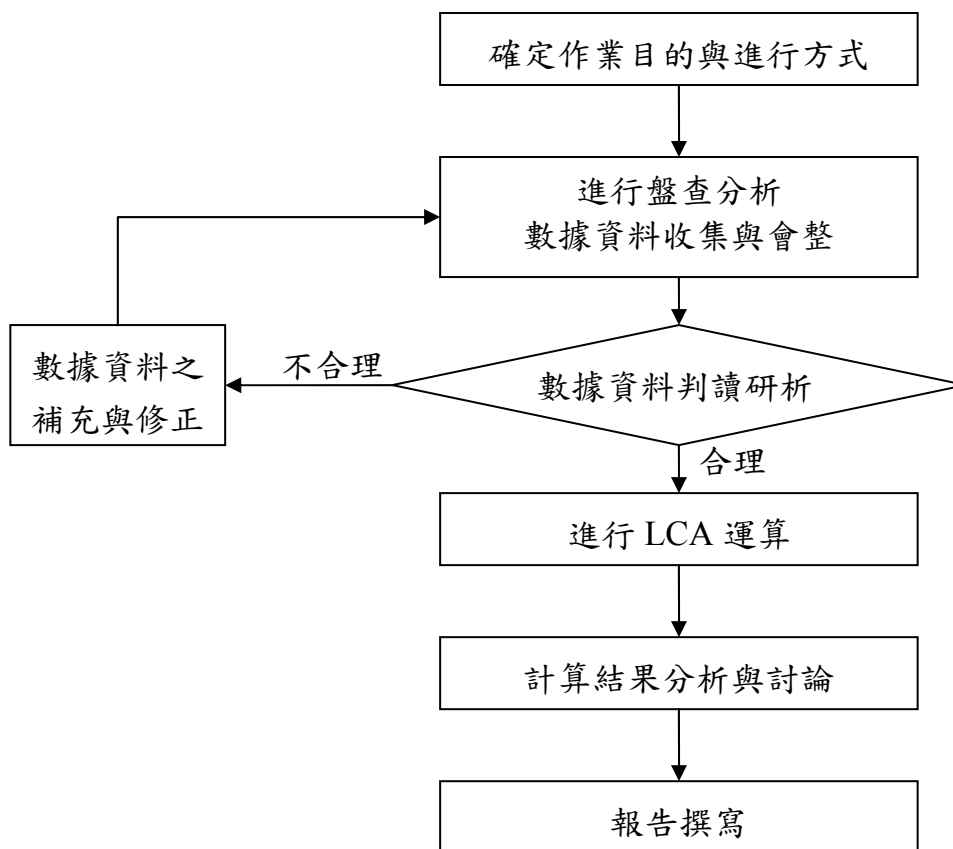 確定作業目的與進行方式
進行盤查分析
數據資料收集與會整
數據資料之
補充與修正
不合理
數據資料判讀研析
合理
進行 LCA 運算
計算結果分析與討論
報告撰寫